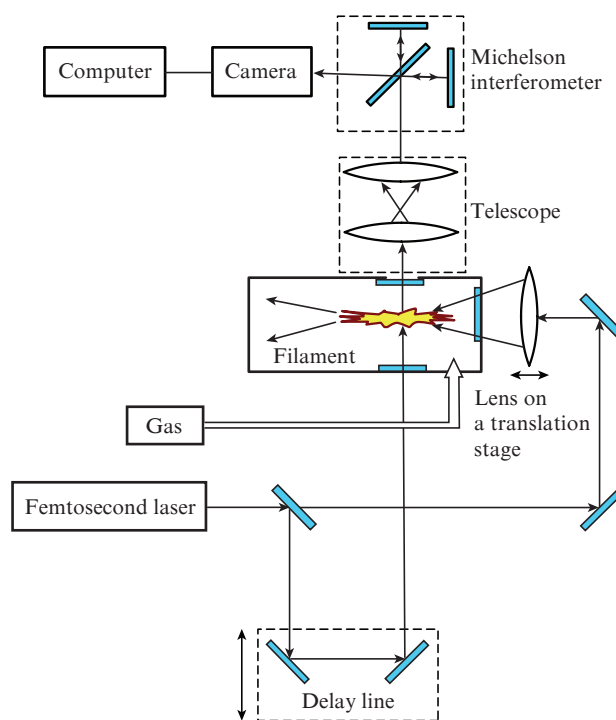 Michelson
interferometer
Computer
Camera
Telescope
Filament
Lens on
a translation
stage
Gas
Femtosecond laser
Delay line